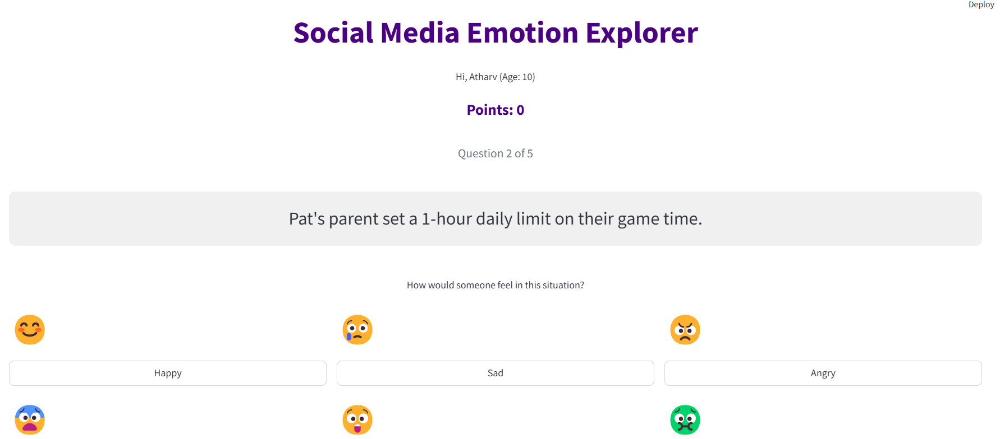 Deploy
Social Media Emotion Explorer
Hi, Atharv (Age: 10)
Points: 0
Question 2 of 5
Pat's parent set a 1-hour daily limit on their game time.
How would someone feel in this situation?
Happy
Sad
Angry